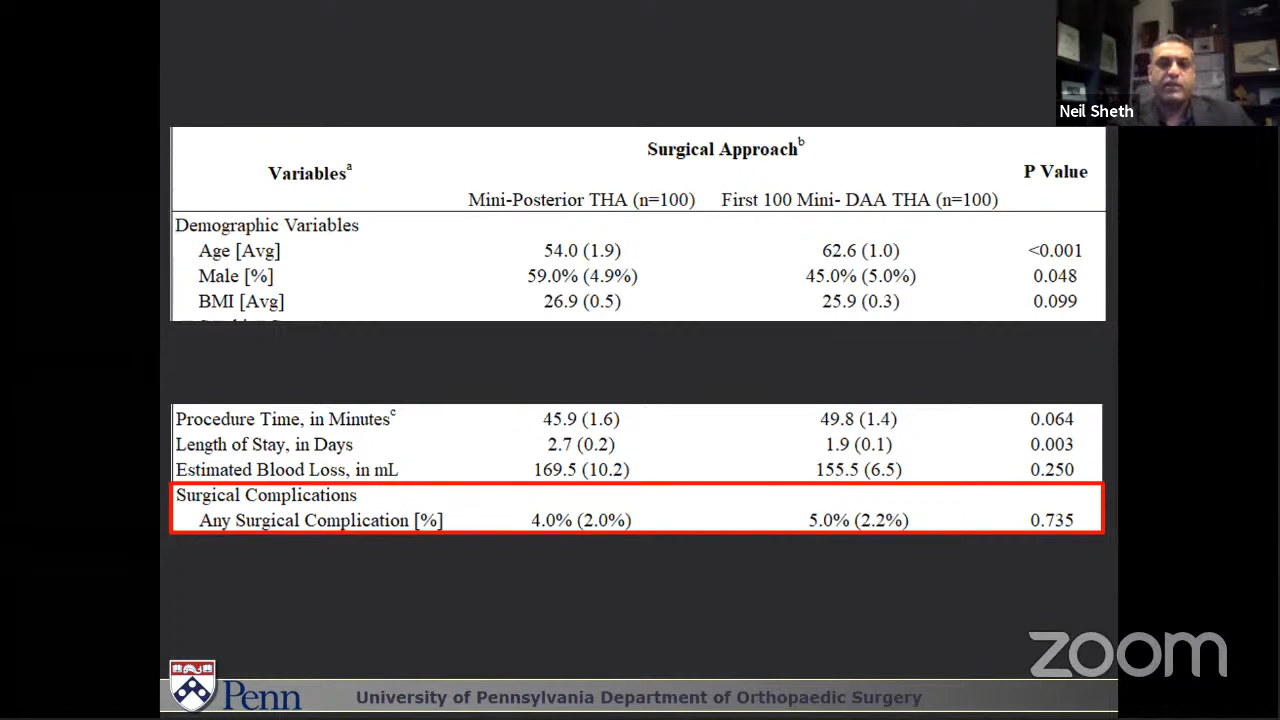 Neil Sheth
Variablesa
Surgical Approachb
P Value
Mini-Posterior THA (n=100) First 100 Mini- DAA THA (n=100)
Demographic Variables
Age [Avg] 54.0 (1.9) 62.6 (1.0) <0.001
Male [%] 59.0% (4.9%) 45.0% (5.0%) 0.048
BMI [Avg] 26.9 (0.5) 25.9 (0.3) 0.099
Procedure Time, in Minutesc 45.9 (1.6) 49.8 (1.4) 0.064
Length of Stay, in Days 2.7 (0.2) 1.9 (0.1) 0.003
Estimated Blood Loss, in mL 169.5 (10.2) 155.5 (6.5) 0.250
Surgical Complications
Any Surgical Complication [%] 4.0% (2.0%) 5.0% (2.2%) 0.735
zoom
Penn University of Pennsylvania Department of Orthopaedic Surgery